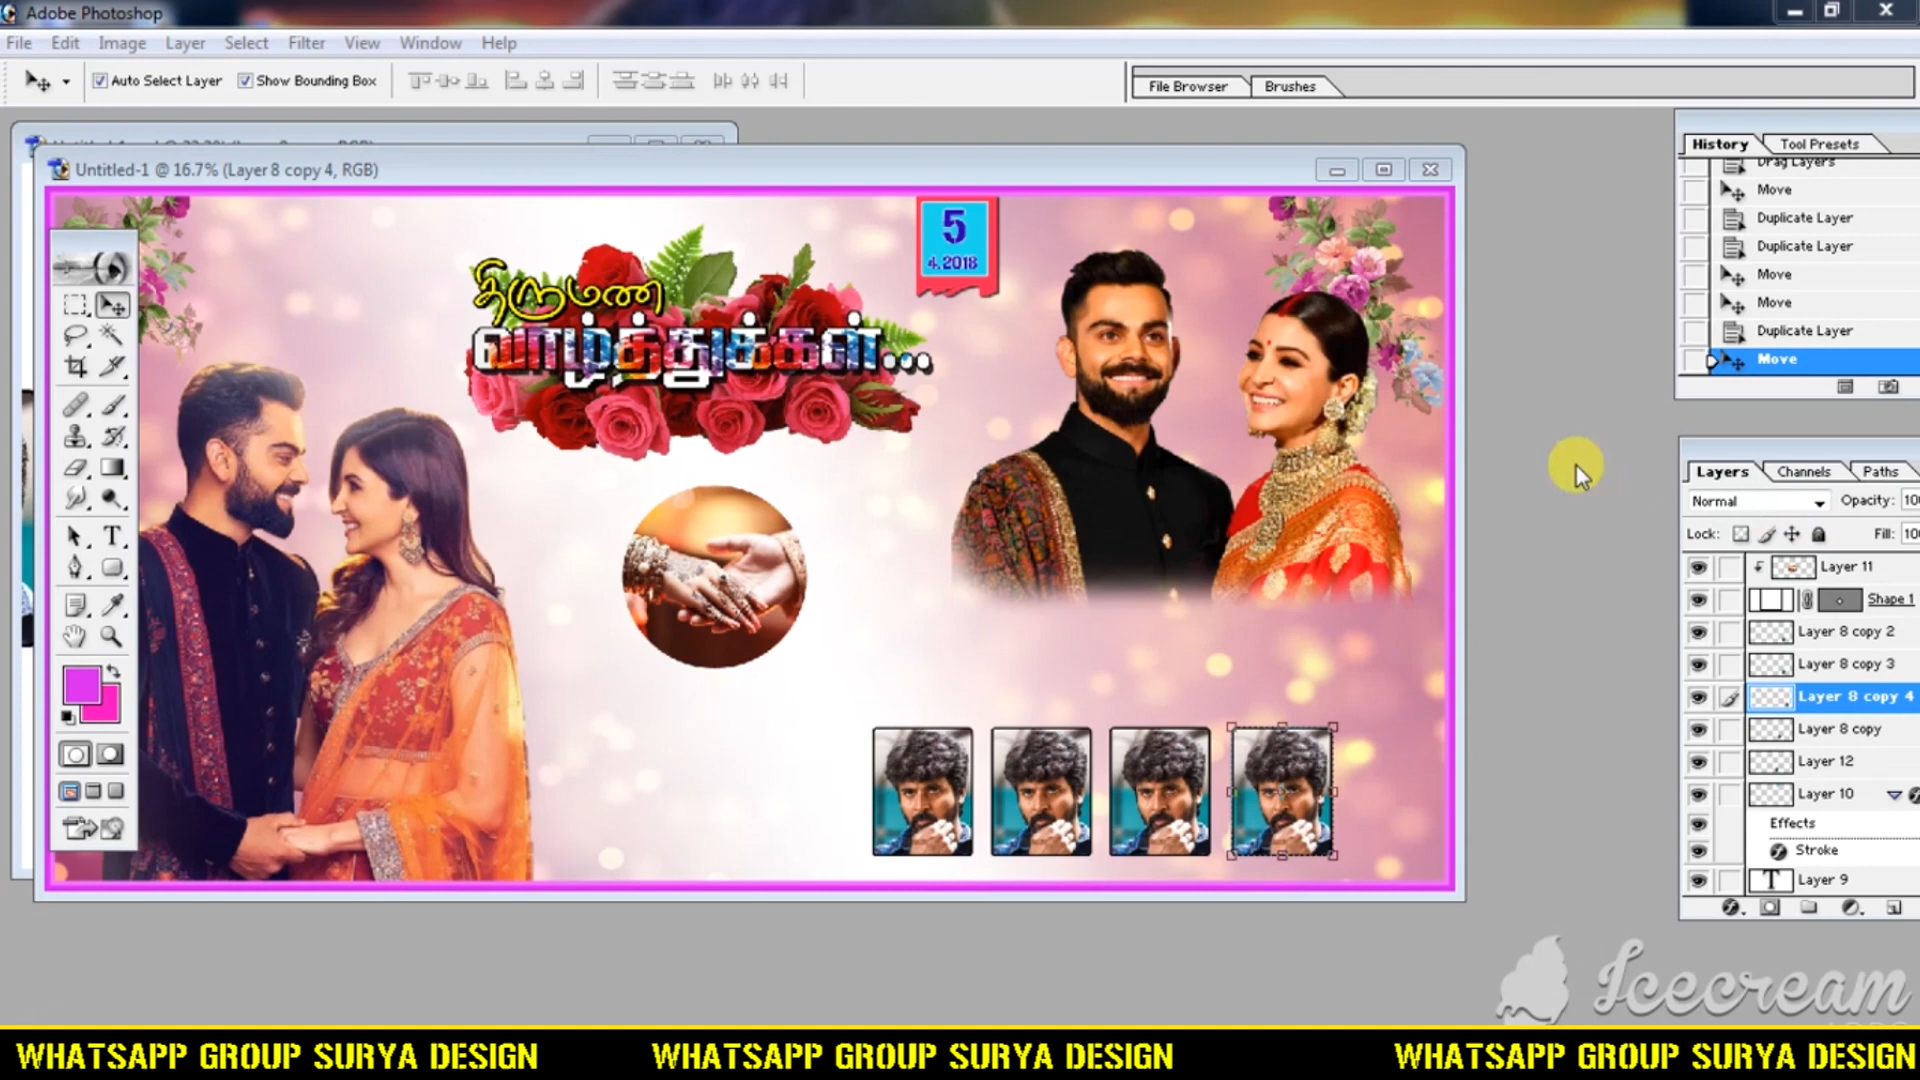 Adobe Photoshop
File Edit Image Layer Select Filter View Window Help
Auto Select Layer Show Bounding Box
File Browser Brushes
Untitled-1 @ 16.7% (Layer 8 copy 4, RGB)
திருமண
வாழ்த்துக்கள்...
5
4.2018
History Tool Presets
Drag Layers
Move
Duplicate Layer
Duplicate Layer
Move
Move
Duplicate Layer
Move
Layers Channels Paths
Normal Opacity: 10
Lock: Fill: 10
Layer 11
Shape 1
Layer 8 copy 2
Layer 8 copy 3
Layer 8 copy 4
Layer 8 copy
Layer 12
Layer 10
Effects
Stroke
T Layer 9
Icecream
WHATSAPP GROUP SURYA DESIGN WHATSAPP GROUP SURYA DESIGN WHATSAPP GROUP SURYA DESIGN